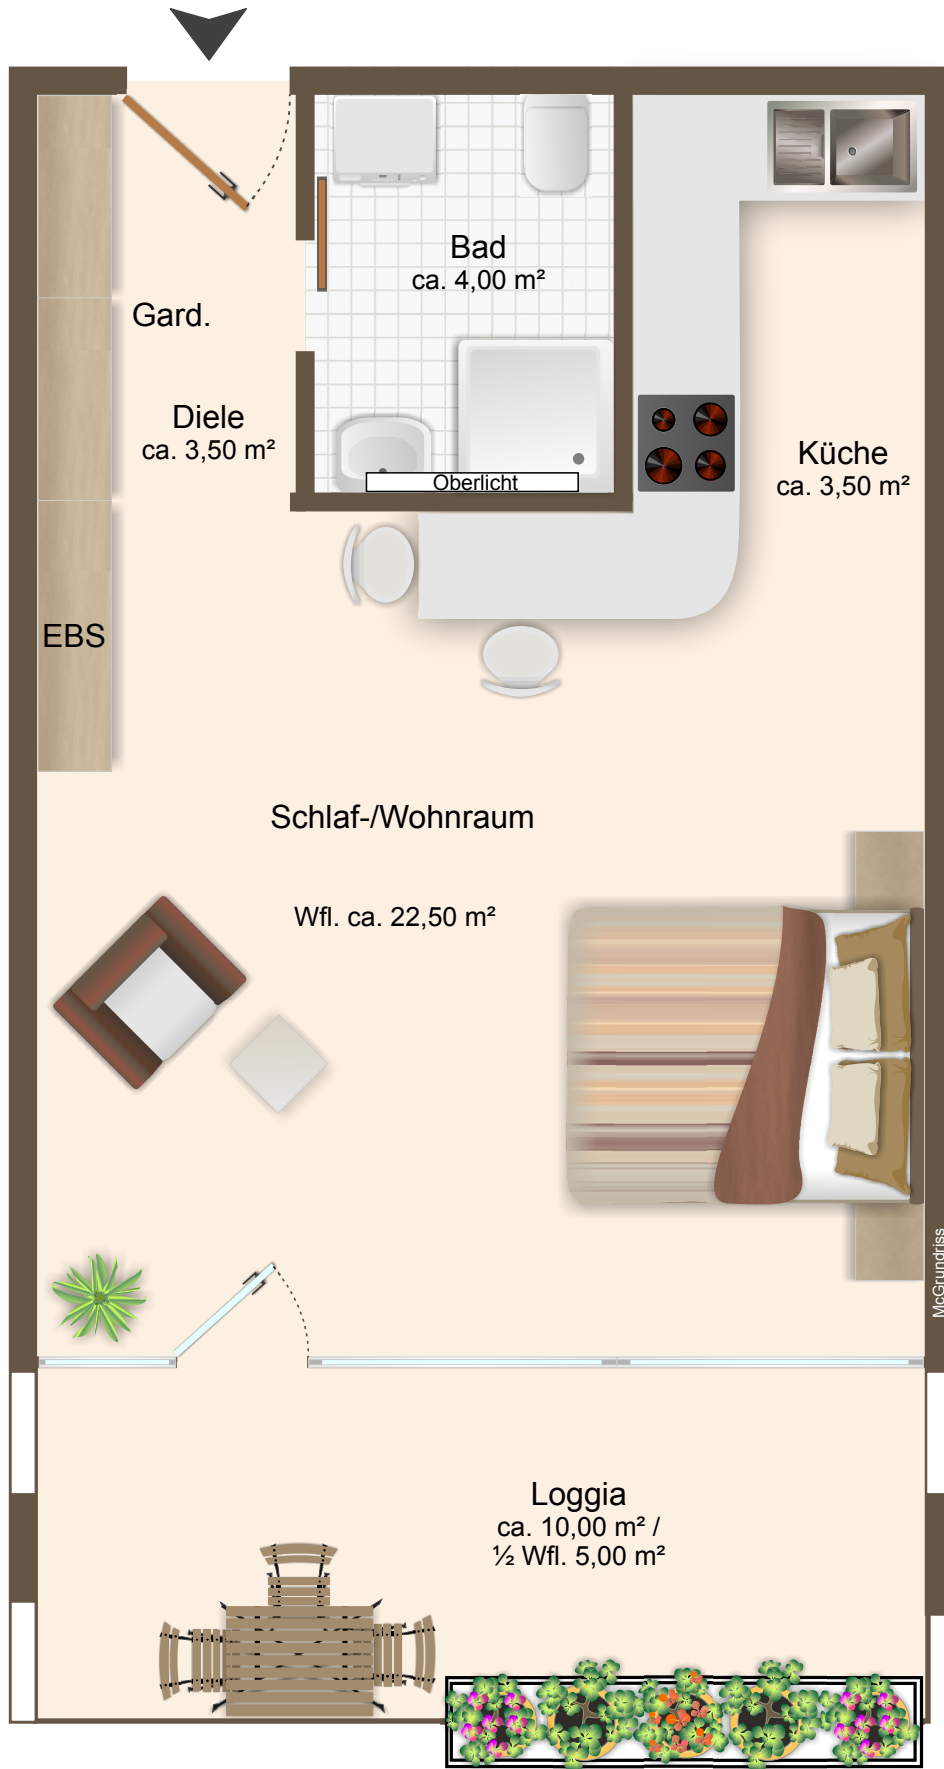 Bad
ca. 4,00 m²
Gard.
Diele
ca. 3,50 m²
Küche
ca. 3,50 m²
Oberlicht
EBS
Schlaf-/Wohnraum
Wfl. ca. 22,50 m²
McGrundriss
Loggia
ca. 10,00 m² /
½ Wfl. 5,00 m²